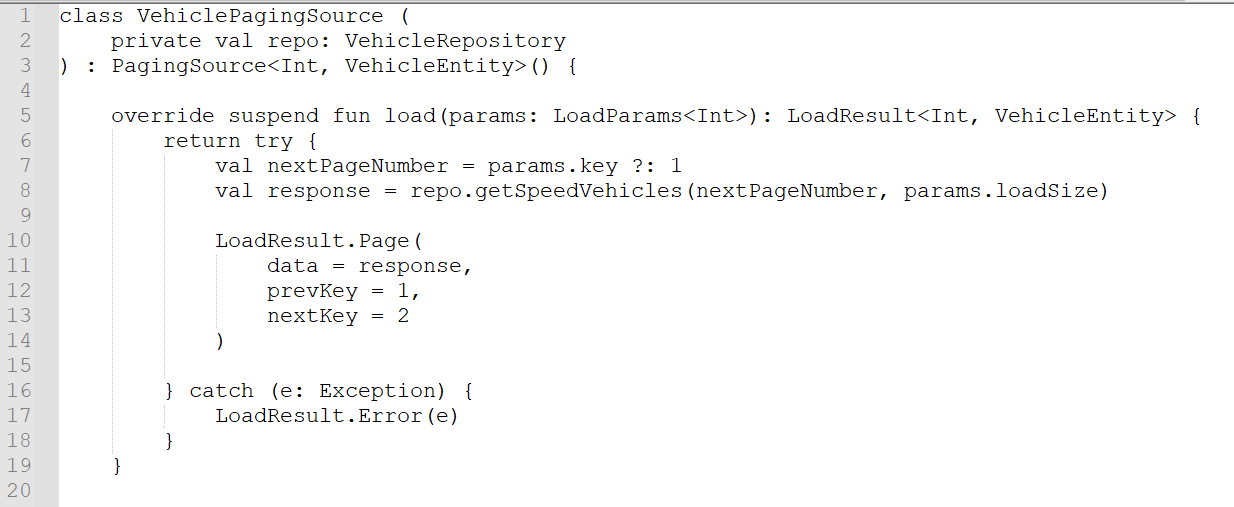 1 class VehiclePagingSource (
2     private val repo: VehicleRepository
3 ) : PagingSource<Int, VehicleEntity>() {
4
5     override suspend fun load(params: LoadParams<Int>): LoadResult<Int, VehicleEntity> {
6         return try {
7             val nextPageNumber = params.key ?: 1
8             val response = repo.getSpeedVehicles(nextPageNumber, params.loadSize)
9
10             LoadResult.Page(
11                 data = response,
12                 prevKey = 1,
13                 nextKey = 2
14             )
15
16         } catch (e: Exception) {
17             LoadResult.Error(e)
18         }
19     }
20